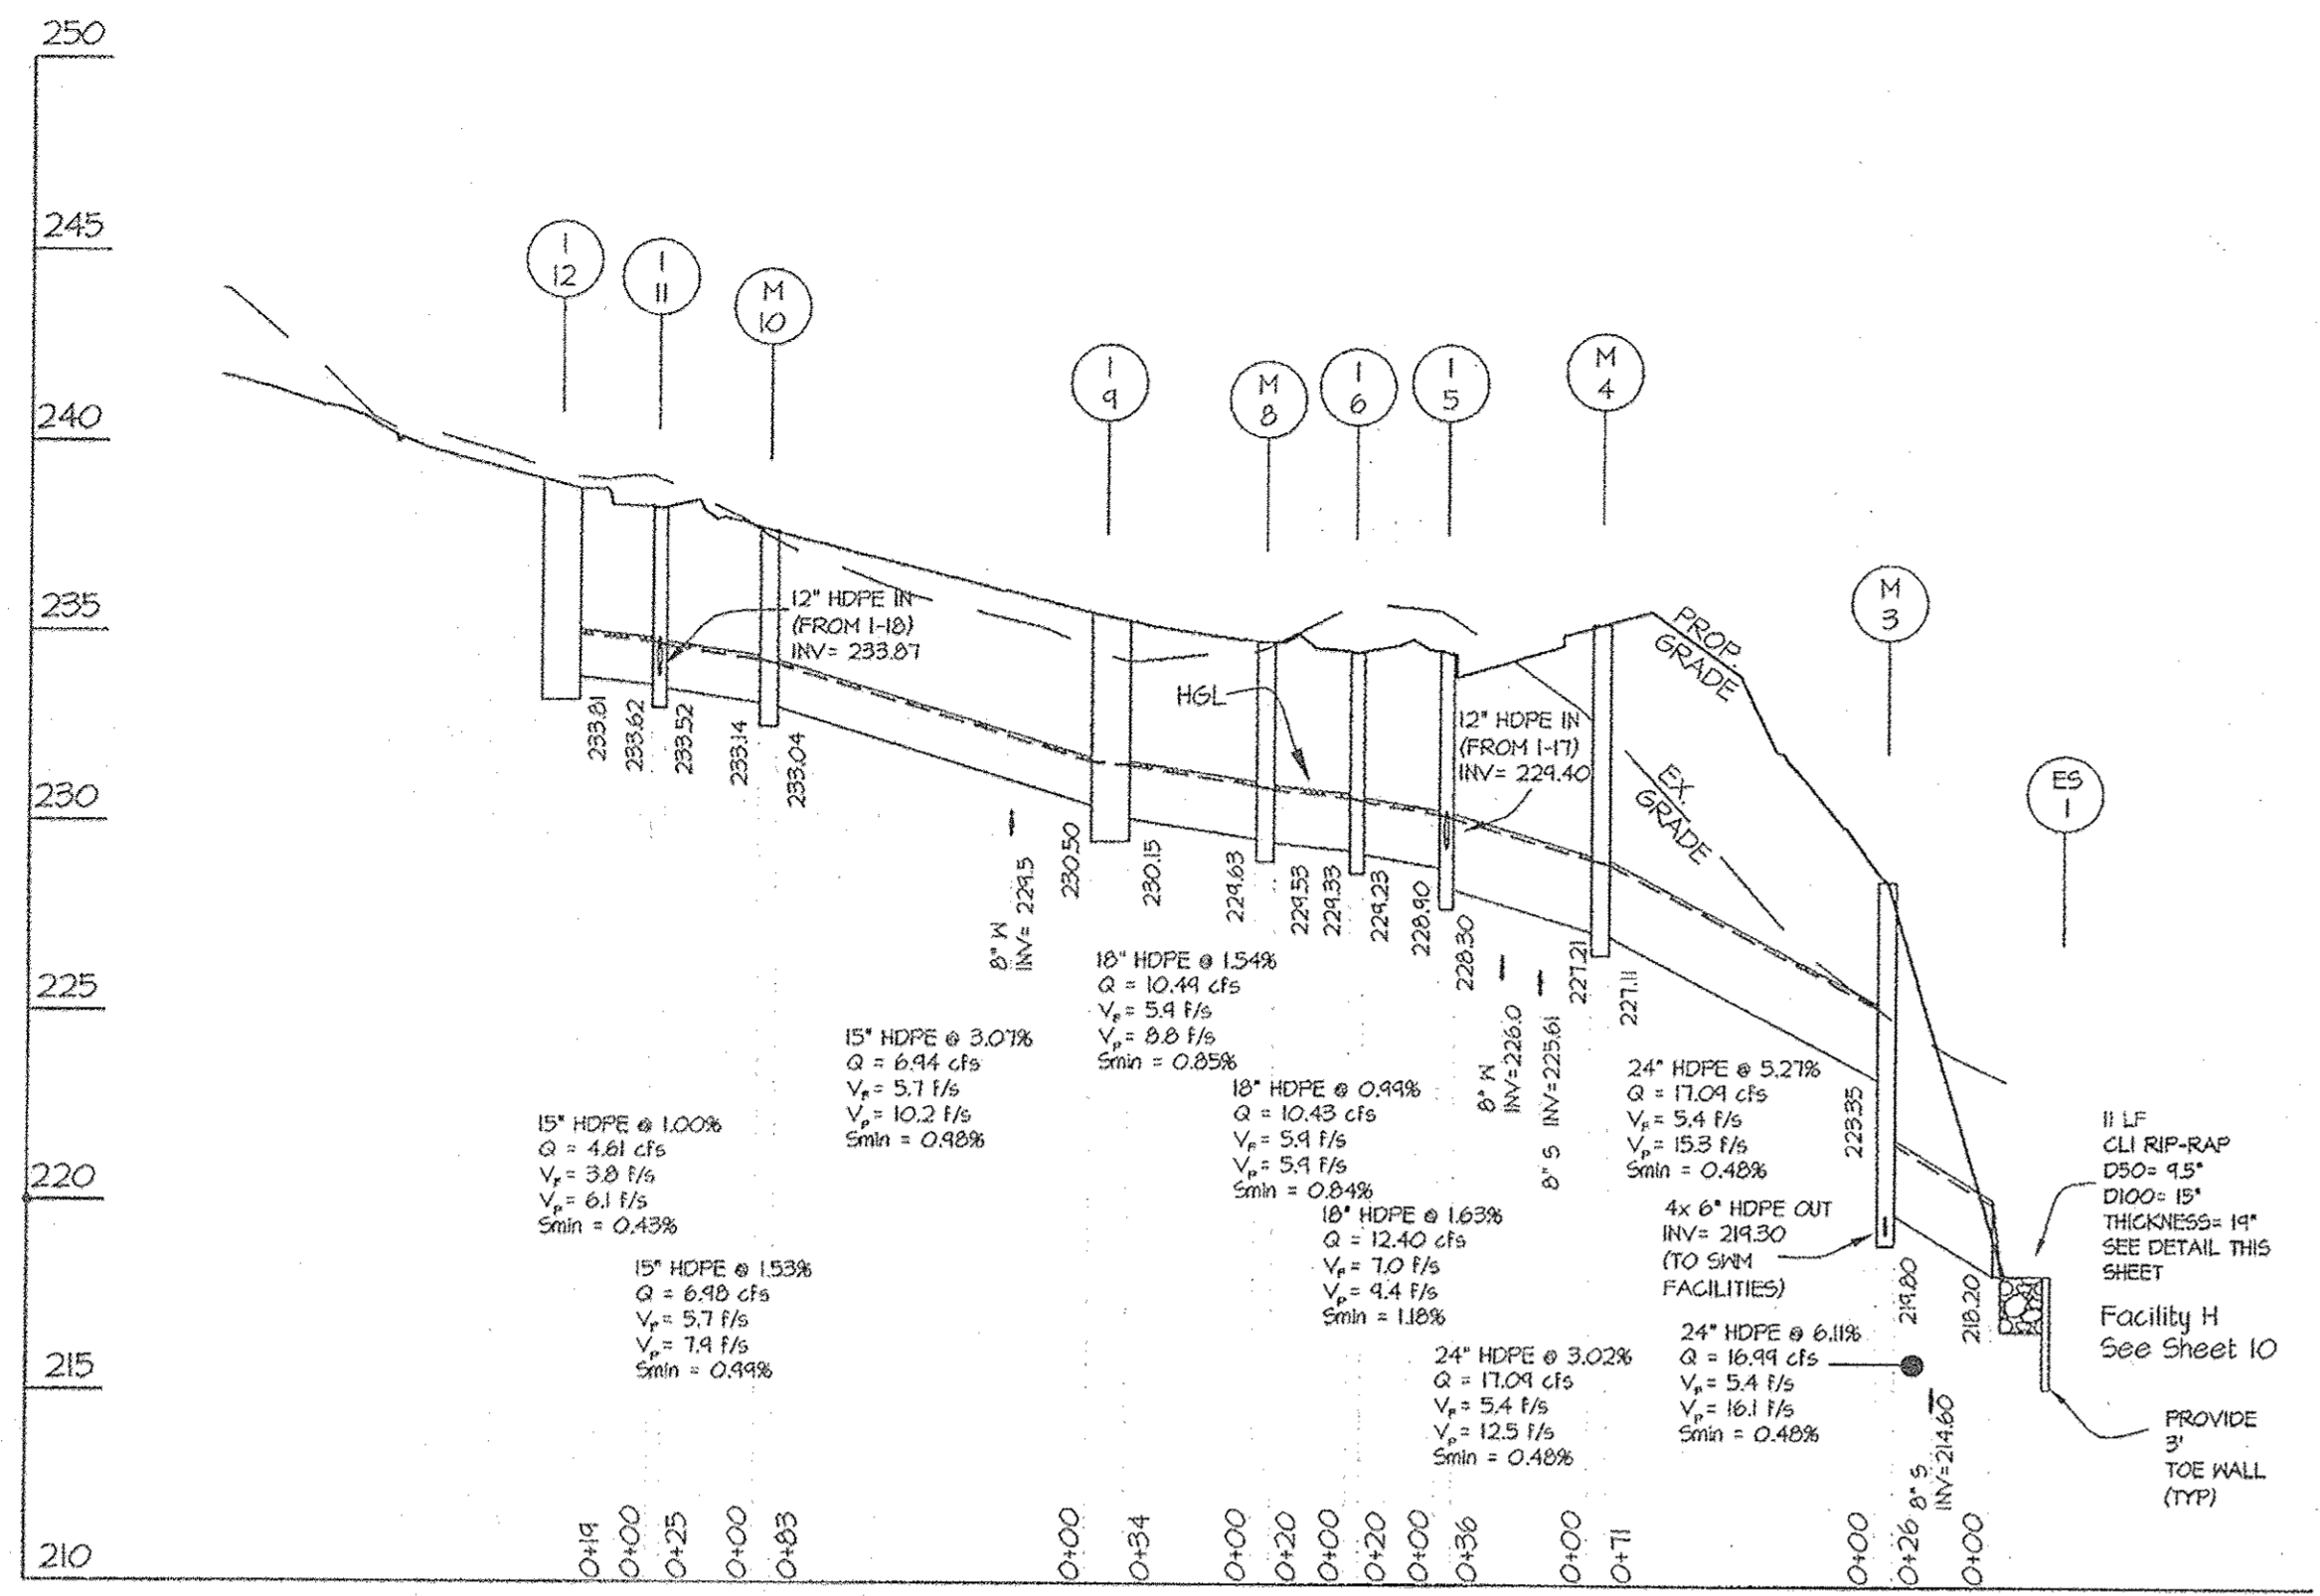 250
245
240
235
230
225
220
215
210
I
12
I
11
M
10
I
9
M
8
I
6
I
5
M
4
M
3
ES
1
12" HDPE IN
(FROM I-18)
INV= 233.87
HGL
12" HDPE IN
(FROM I-17)
INV= 229.40
PROP.
GRADE
EX.
GRADE
233.81
233.62
233.52
233.14
233.04
8" M
INV= 229.5
230.50
230.15
229.63
229.53
229.33
229.23
228.90
228.30
8" M
INV=226.0
8" S INV=225.61
227.21
227.11
223.35
219.80
218.20
8" S
INV=214.60
15" HDPE @ 1.00%
Q = 4.61 cfs
VF= 3.8 f/s
VP= 6.1 f/s
Smin = 0.43%
15" HDPE @ 1.53%
Q = 6.98 cfs
VF= 5.7 f/s
VP= 7.9 f/s
Smin = 0.99%
15" HDPE @ 3.07%
Q = 6.94 cfs
VF= 5.7 f/s
VP= 10.2 f/s
Smin = 0.98%
18" HDPE @ 1.54%
Q = 10.49 cfs
VF= 5.9 f/s
VP= 8.8 f/s
Smin = 0.85%
18" HDPE @ 0.99%
Q = 10.43 cfs
VF= 5.9 f/s
VP= 5.9 f/s
Smin = 0.84%
18" HDPE @ 1.63%
Q = 12.40 cfs
VF= 7.0 f/s
VP= 9.4 f/s
Smin = 1.18%
24" HDPE @ 3.02%
Q = 17.09 cfs
VF= 5.4 f/s
VP= 12.5 f/s
Smin = 0.48%
24" HDPE @ 5.27%
Q = 17.09 cfs
VF= 5.4 f/s
VP= 15.3 f/s
Smin = 0.48%
4x 6" HDPE OUT
INV= 219.30
(TO SWM
FACILITIES)
24" HDPE @ 6.11%
Q = 16.99 cfs
VF= 5.4 f/s
VP= 16.1 f/s
Smin = 0.48%
11 LF
CLI RIP-RAP
D50= 9.5"
D100= 15"
THICKNESS= 19"
SEE DETAIL THIS
SHEET
Facility H
See Sheet 10
PROVIDE
3'
TOE WALL
(TYP)
0+19
0+00
0+25
0+00
0+83
0+00
0+34
0+00
0+20
0+00
0+20
0+00
0+36
0+00
0+71
0+00
0+26
0+00